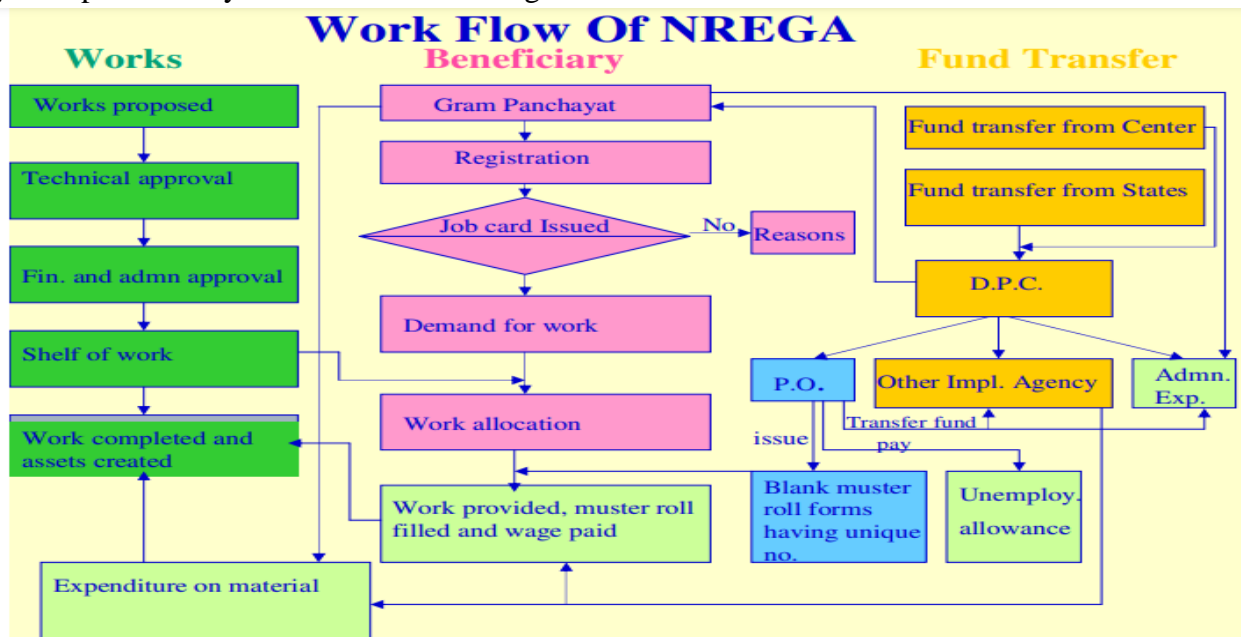 Work Flow Of NREGA
Works
Beneficiary
Fund Transfer
Works proposed
Technical approval
Fin. and admn approval
Shelf of work
Work completed and
assets created
Expenditure on material
Gram Panchayat
Registration
Job card Issued
No
Reasons
Demand for work
Work allocation
Work provided, muster roll
filled and wage paid
Fund transfer from Center
Fund transfer from States
D.P.C.
P.O.
Other Impl. Agency
Admn.
Exp.
issue
Transfer fund
pay
Blank muster
roll forms
having unique
no.
Unemploy.
allowance